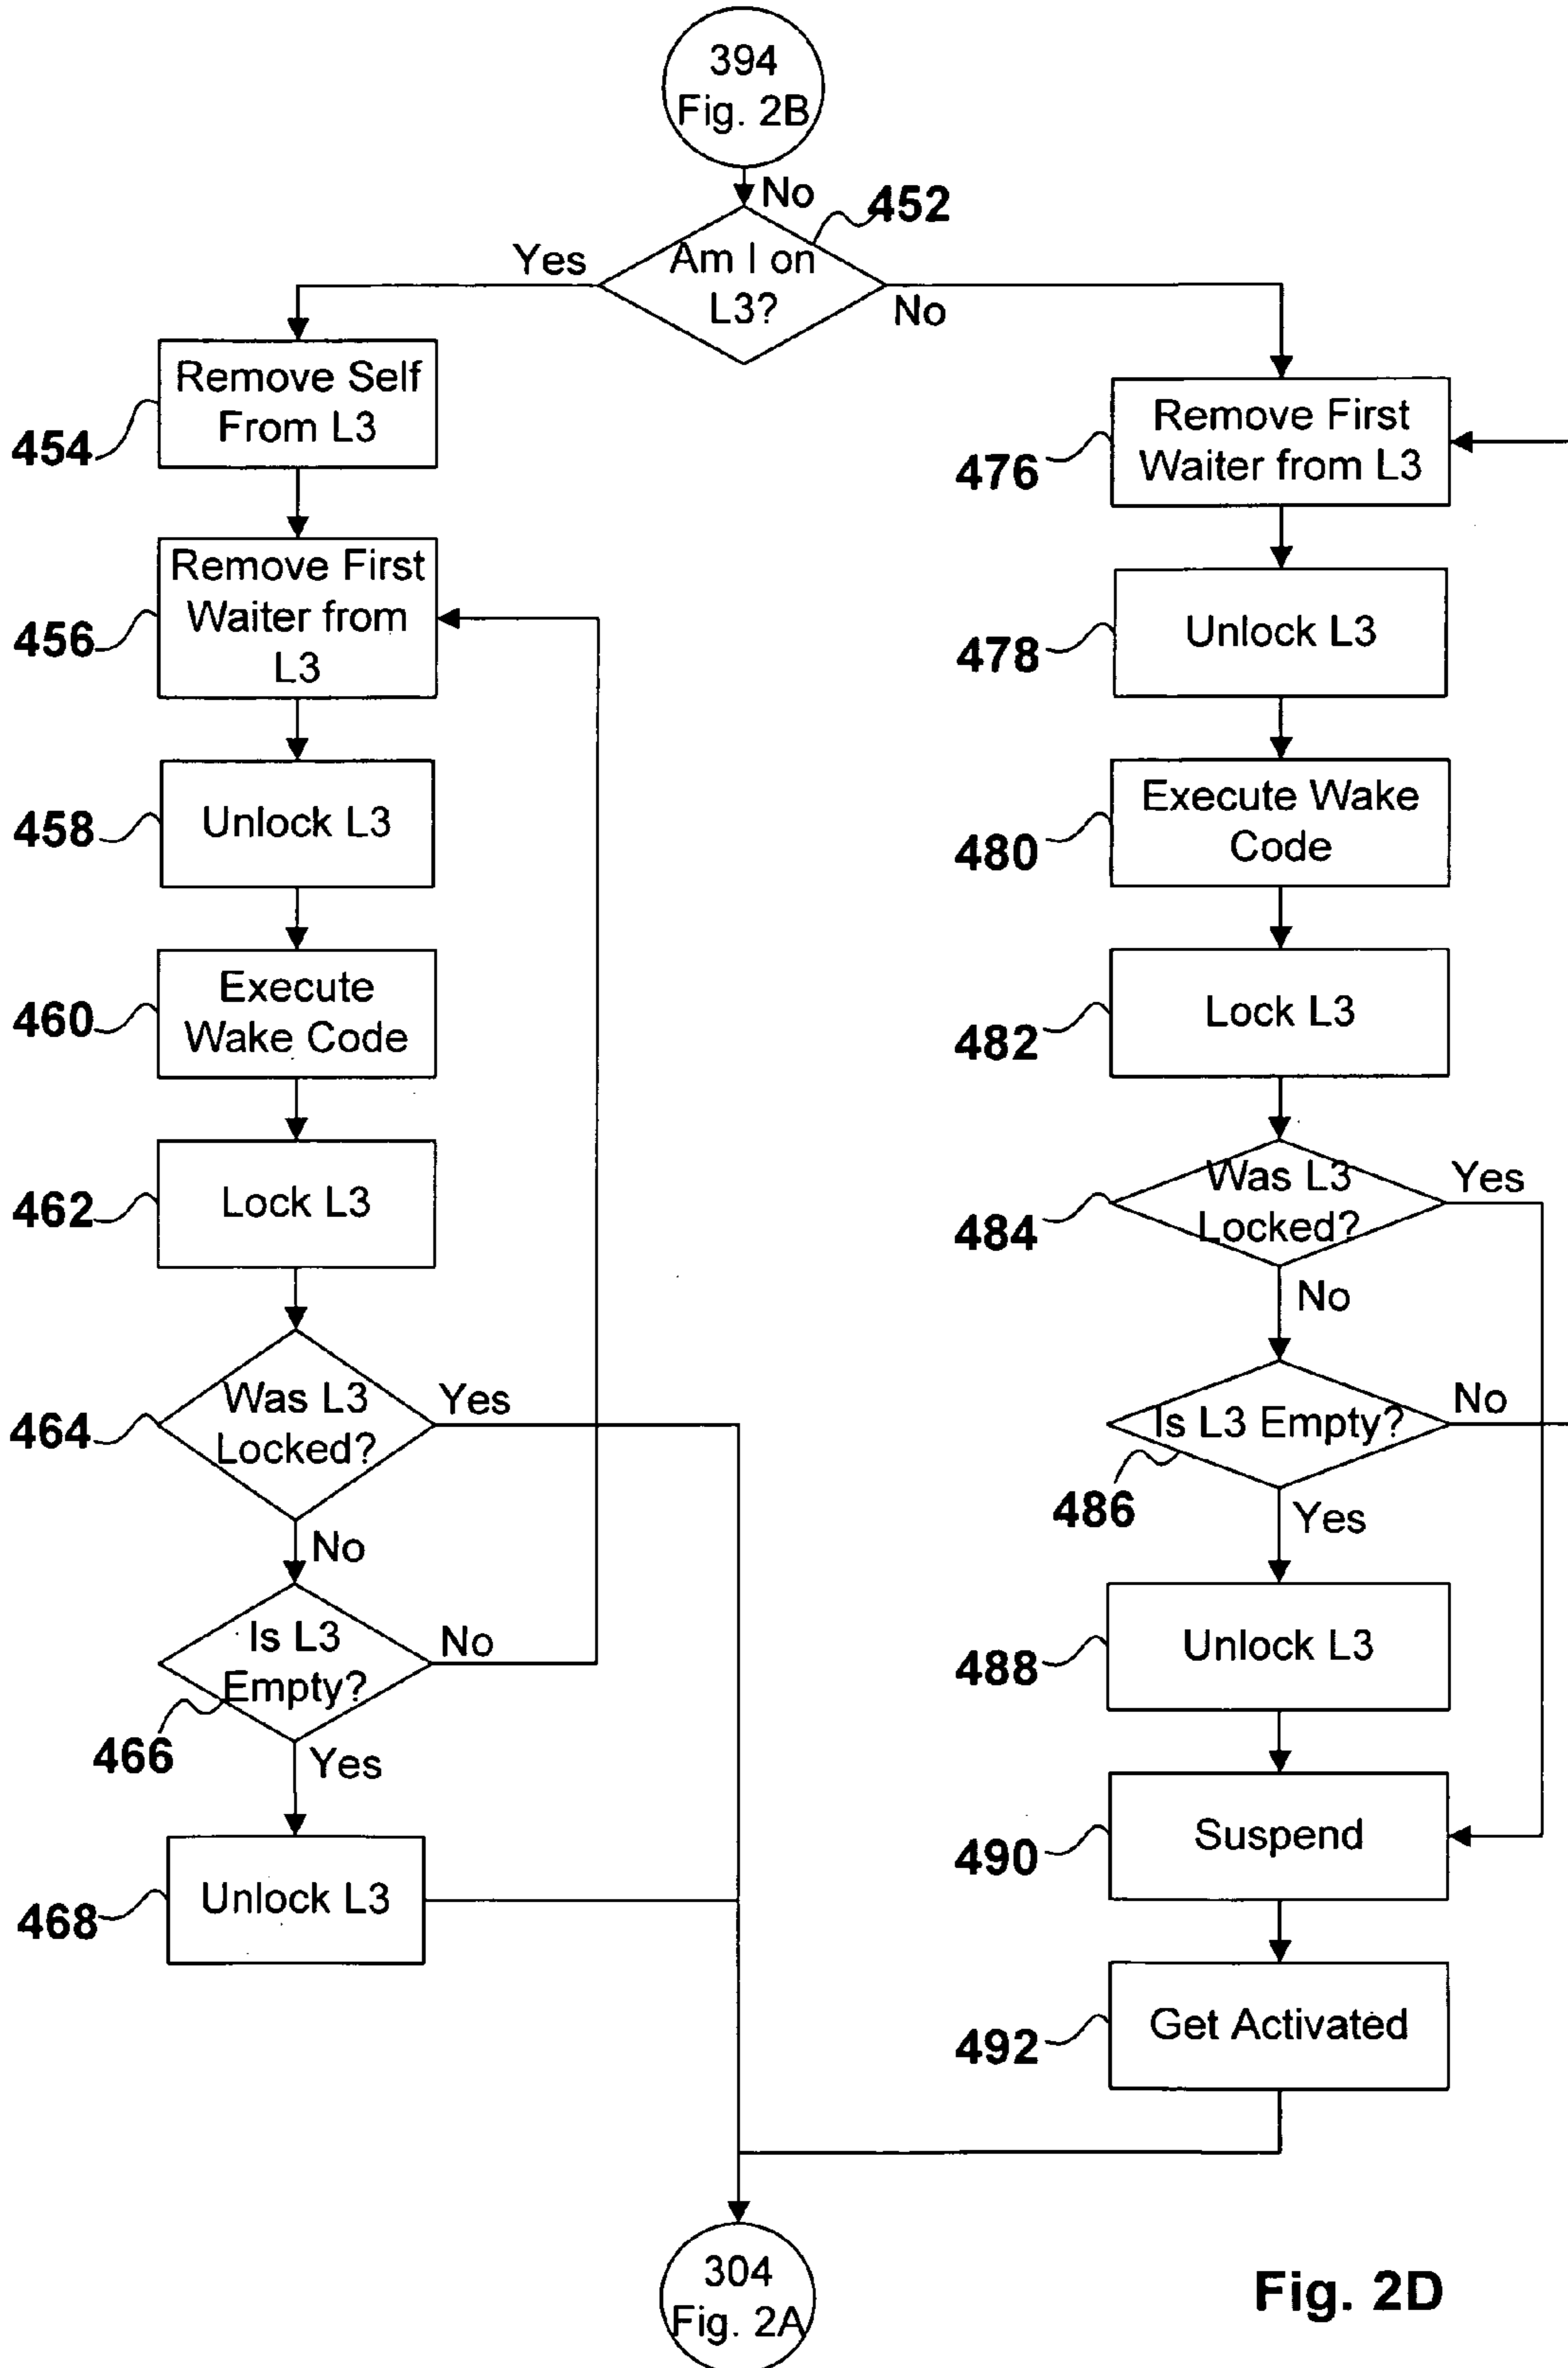 394
Fig. 2B
No
452
Am I on
L3?
Yes
No
Remove Self
From L3
454
Remove First
Waiter from
L3
456
Unlock L3
458
Execute
Wake Code
460
Lock L3
462
Was L3
Locked?
464
Yes
No
Is L3
Empty?
466
No
Yes
Unlock L3
468
Remove First
Waiter from L3
476
Unlock L3
478
Execute Wake
Code
480
Lock L3
482
Was L3
Locked?
484
Yes
No
Is L3 Empty?
486
No
Yes
Unlock L3
488
Suspend
490
Get Activated
492
304
Fig. 2A
Fig. 2D